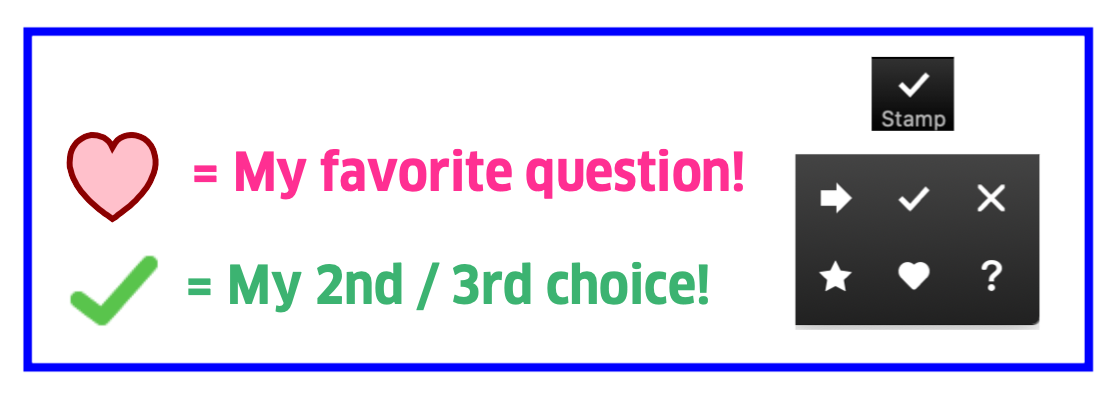 Stamp
= My favorite question!
= My 2nd / 3rd choice!
?